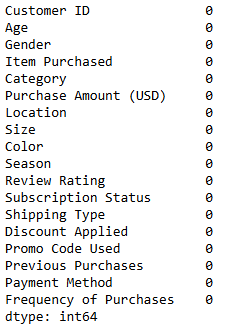 Customer ID 0
Age 0
Gender 0
Item Purchased 0
Category 0
Purchase Amount (USD) 0
Location 0
Size 0
Color 0
Season 0
Review Rating 0
Subscription Status 0
Shipping Type 0
Discount Applied 0
Promo Code Used 0
Previous Purchases 0
Payment Method 0
Frequency of Purchases 0
dtype: int64